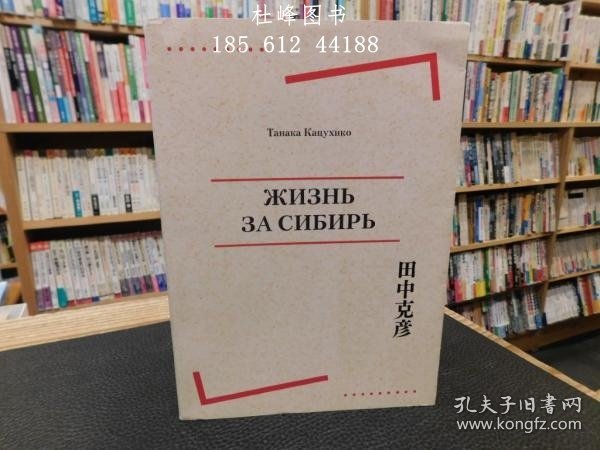 杜峰图书
185 612 44188
Танака Кацухико
ЖИЗНЬ
ЗА СИБИРЬ
田中克彦
孔夫子旧书网
www.kongfz.com